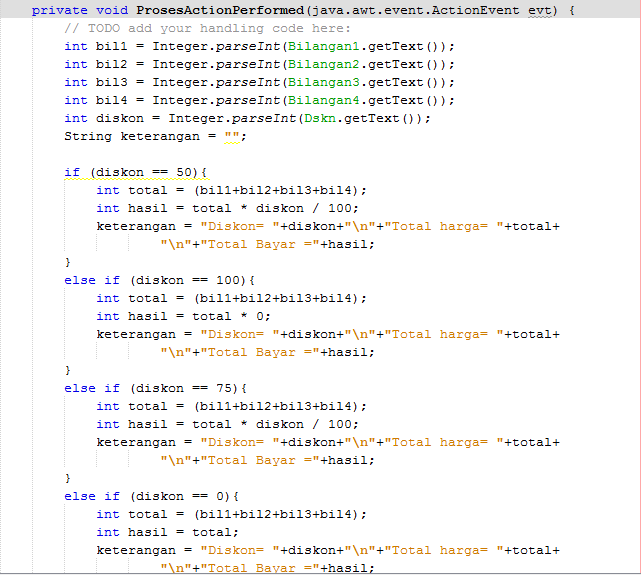 private void ProsesActionPerformed(java.awt.event.ActionEvent evt) {
// TODO add your handling code here:
int bil1 = Integer.parseInt(Bilangan1.getText());
int bil2 = Integer.parseInt(Bilangan2.getText());
int bil3 = Integer.parseInt(Bilangan3.getText());
int bil4 = Integer.parseInt(Bilangan4.getText());
int diskon = Integer.parseInt(Dskn.getText());
String keterangan = "";
if (diskon == 50){
int total = (bil1+bil2+bil3+bil4);
int hasil = total * diskon / 100;
keterangan = "Diskon= "+diskon+"\n"+"Total harga= "+total+
"\n"+"Total Bayar ="+hasil;
}
else if (diskon == 100){
int total = (bil1+bil2+bil3+bil4);
int hasil = total * 0;
keterangan = "Diskon= "+diskon+"\n"+"Total harga= "+total+
"\n"+"Total Bayar ="+hasil;
}
else if (diskon == 75){
int total = (bil1+bil2+bil3+bil4);
int hasil = total * diskon / 100;
keterangan = "Diskon= "+diskon+"\n"+"Total harga= "+total+
"\n"+"Total Bayar ="+hasil;
}
else if (diskon == 0){
int total = (bil1+bil2+bil3+bil4);
int hasil = total;
keterangan = "Diskon= "+diskon+"\n"+"Total harga= "+total+
"\n"+"Total Bayar ="+hasil;